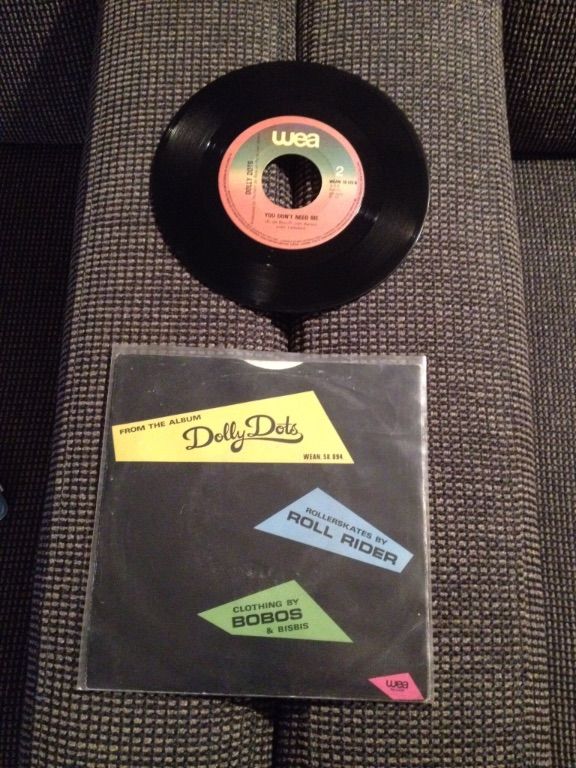 wea
DOLLY DOTS
2
YOU DON'T NEED ME
FROM THE ALBUM
Dolly Dots
WEAN 58 094
ROLLERSKATES BY
ROLL RIDER
CLOTHING BY
BOBOS
& BISBIS
wea